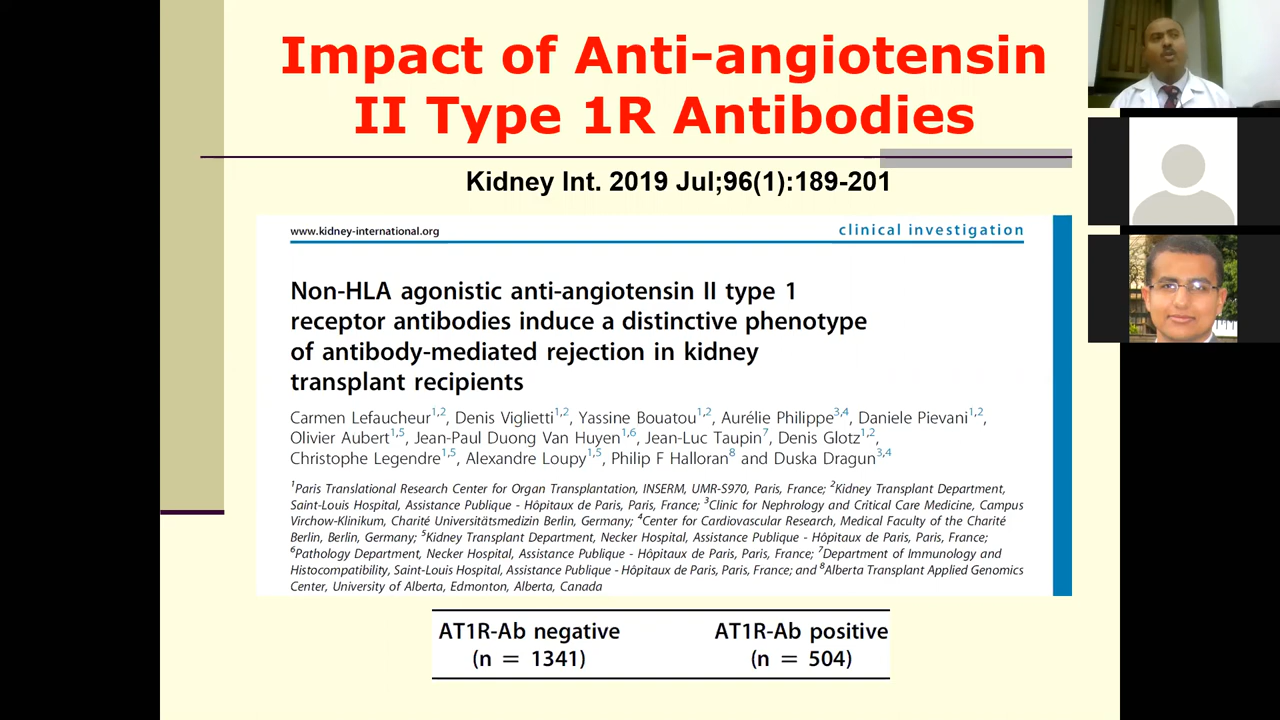 Impact of Anti-angiotensin
II Type 1R Antibodies
Kidney Int. 2019 Jul;96(1):189-201
www.kidney-international.org
clinical investigation
Non-HLA agonistic anti-angiotensin II type 1
receptor antibodies induce a distinctive phenotype
of antibody-mediated rejection in kidney
transplant recipients
Carmen Lefaucheur1,2, Denis Viglietti1,2, Yassine Bouatou1,2, Aurélie Philippe3,4, Daniele Pievani1,2,
Olivier Aubert1,5, Jean-Paul Duong Van Huyen1,6, Jean-Luc Taupin7, Denis Glotz1,2,
Christophe Legendre1,5, Alexandre Loupy1,5, Philip F Halloran8 and Duska Dragun3,4
1Paris Translational Research Center for Organ Transplantation, INSERM, UMR-S970, Paris, France; 2Kidney Transplant Department,
Saint-Louis Hospital, Assistance Publique - Hôpitaux de Paris, Paris, France; 3Clinic for Nephrology and Critical Care Medicine, Campus
Virchow-Klinikum, Charité Universitätsmedizin Berlin, Germany; 4Center for Cardiovascular Research, Medical Faculty of the Charité
Berlin, Berlin, Germany; 5Kidney Transplant Department, Necker Hospital, Assistance Publique - Hôpitaux de Paris, Paris, France;
6Pathology Department, Necker Hospital, Assistance Publique - Hôpitaux de Paris, Paris, France; 7Department of Immunology and
Histocompatibility, Saint-Louis Hospital, Assistance Publique - Hôpitaux de Paris, Paris, France; and 8Alberta Transplant Applied Genomics
Center, University of Alberta, Edmonton, Alberta, Canada
AT1R-Ab negative
(n = 1341)
AT1R-Ab positive
(n = 504)